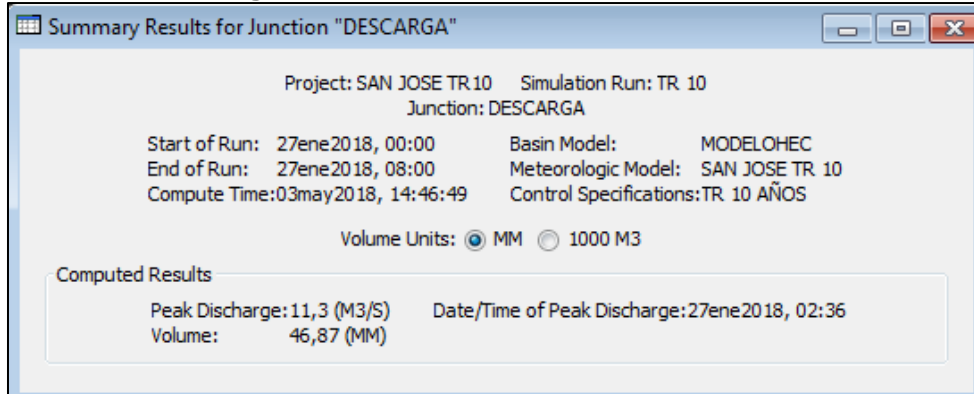 Summary Results for Junction "DESCARGA"
Project: SAN JOSE TR10 Simulation Run: TR 10
Junction: DESCARGA
Start of Run: 27ene2018, 00:00 Basin Model: MODELOHEC
End of Run: 27ene2018, 08:00 Meteorologic Model: SAN JOSE TR 10
Compute Time:03may2018, 14:46:49 Control Specifications:TR 10 AÑOS
Volume Units: MM 1000 M3
Computed Results
Peak Discharge:11,3 (M3/S) Date/Time of Peak Discharge:27ene2018, 02:36
Volume: 46,87 (MM)